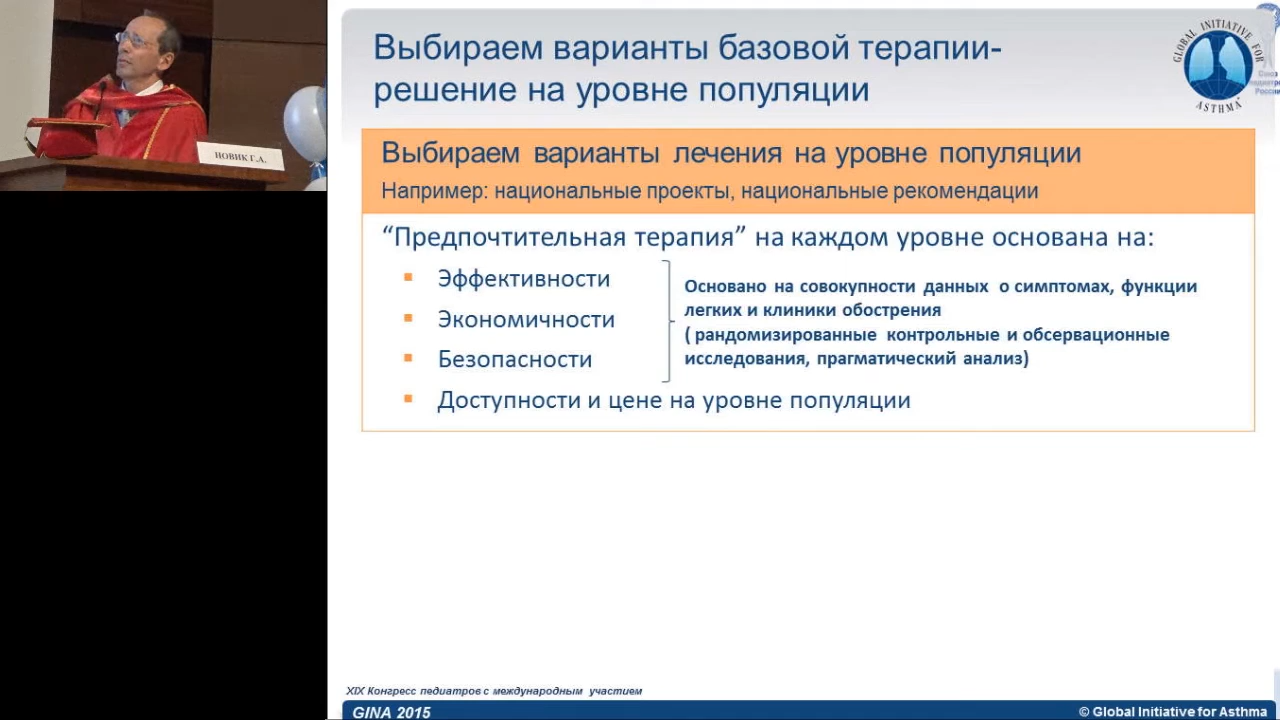 НОВИК Г.А.
Выбираем варианты базовой терапии-
решение на уровне популяции
GLOBAL INITIATIVE FOR
ASTHMA
Союз
педиатров
России
Выбираем варианты лечения на уровне популяции
Например: национальные проекты, национальные рекомендации
“Предпочтительная терапия” на каждом уровне основана на:
▪ Эффективности
▪ Экономичности
▪ Безопасности
Основано на совокупности данных о симптомах, функции
легких и клиники обострения
( рандомизированные контрольные и обсервационные
исследования, прагматический анализ)
▪ Доступности и цене на уровне популяции
XIX Конгресс педиатров с международным участием
GINA 2015
© Global Initiative for Asthma